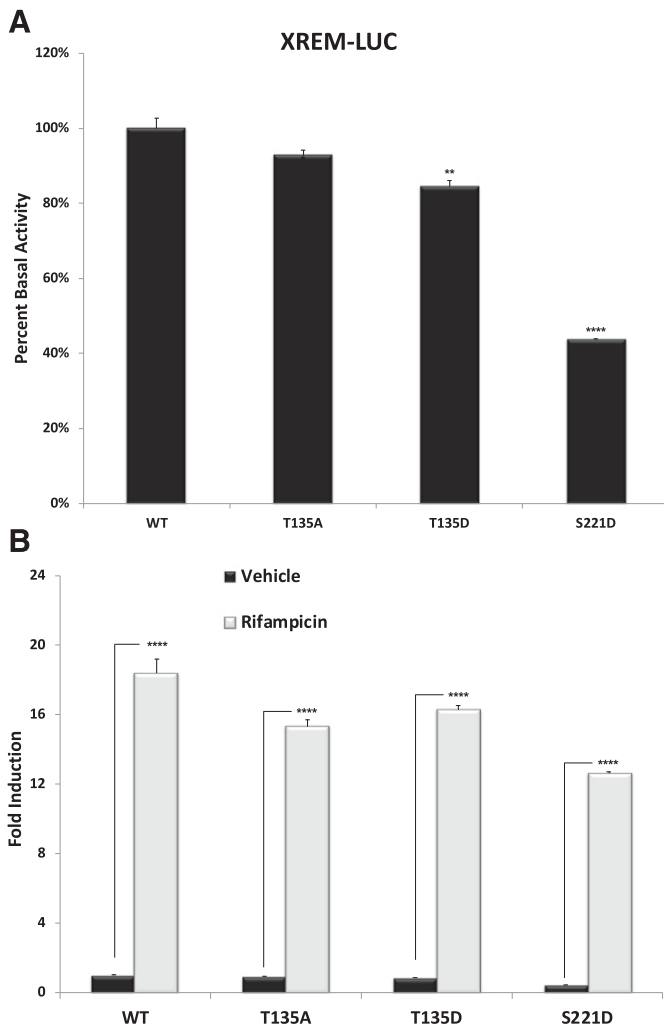 A
XREM-LUC
120%
100%
80%
60%
40%
20%
0%
Percent Basal Activity
**
****
WT T135A T135D S221D
B
Vehicle
Rifampicin
24
20
16
12
8
4
0
Fold Induction
****
****
****
****
WT T135A T135D S221D